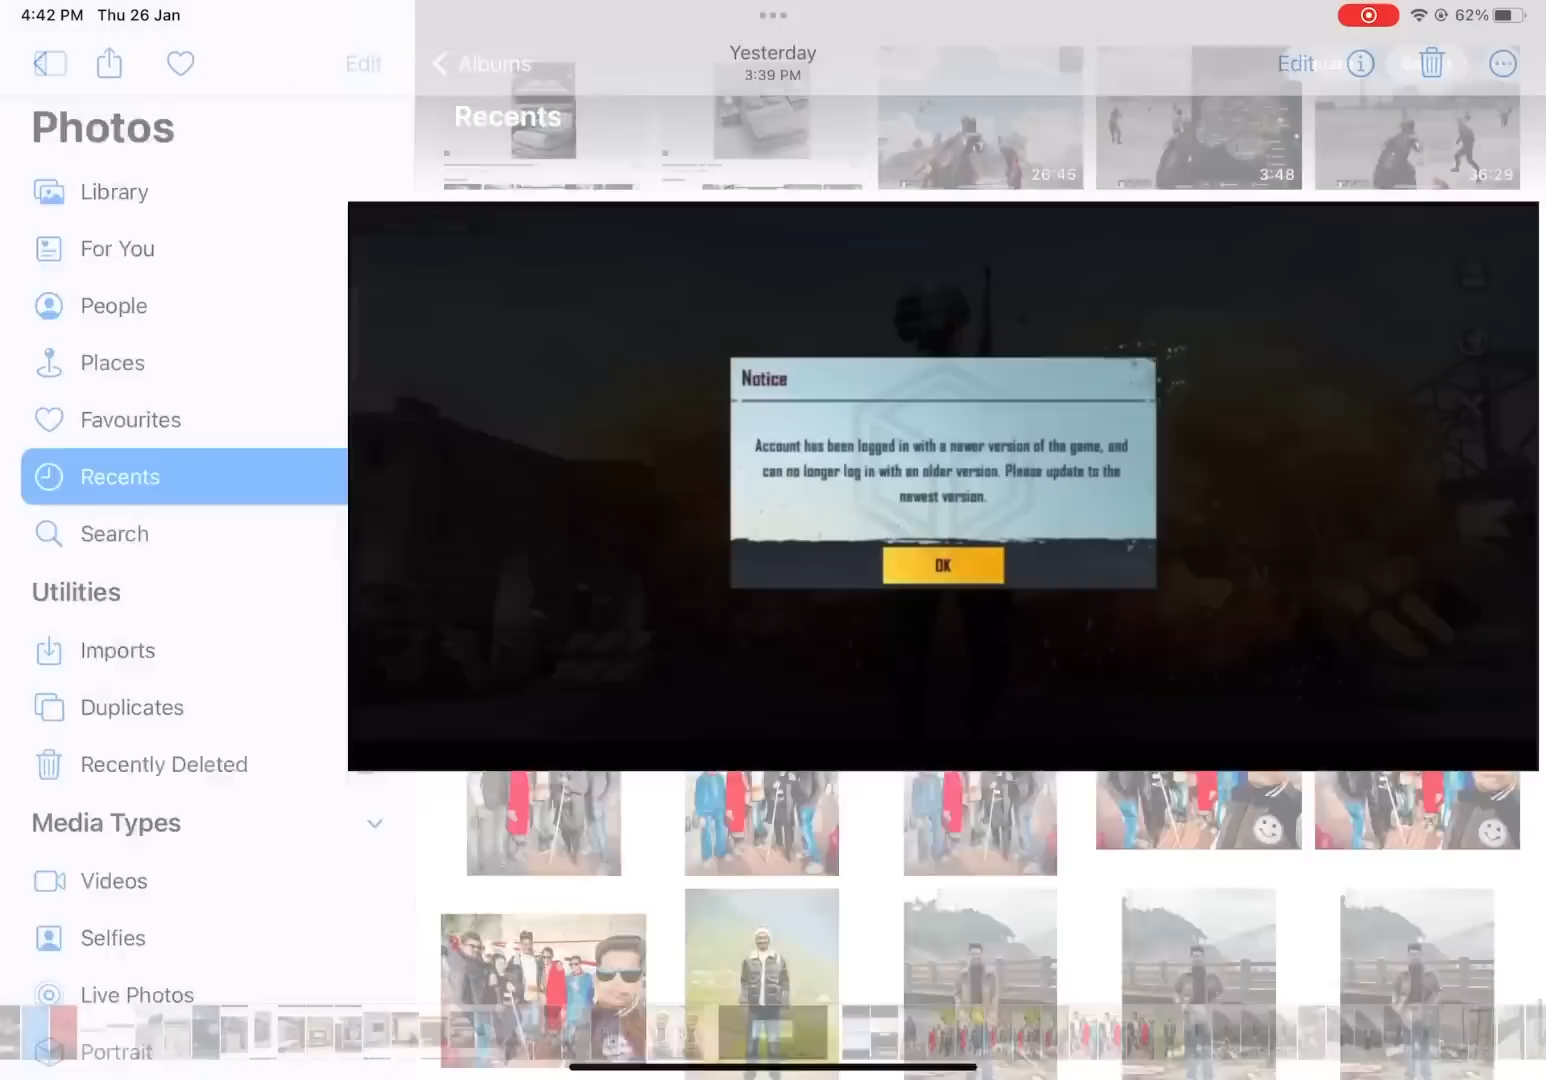 4:42 PM Thu 26 Jan
62%
Edit
Albums
Yesterday
3:39 PM
Edit
Recents
Photos
26:45
3:48
36:29
Library
For You
People
Places
Favourites
Recents
Search
Utilities
Imports
Duplicates
Recently Deleted
Media Types
Videos
Selfies
Live Photos
Portrait
Notice
Account has been logged in with a newer version of the game, and
can no longer log in with an older version. Please update to the
newest version.
OK